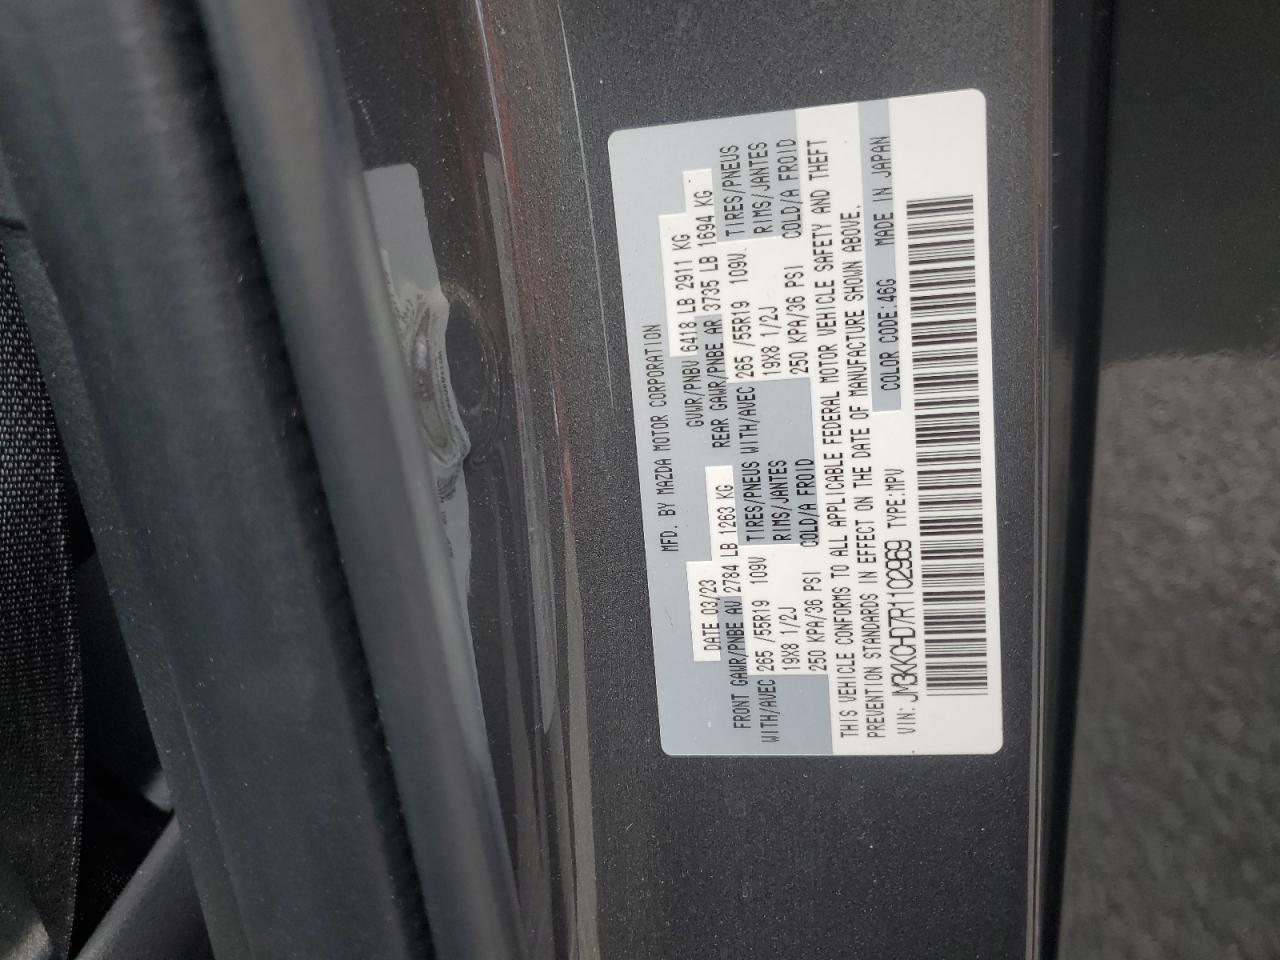 MFD. BY MAZDA MOTOR CORPORATION
DATE 03/23 GVWR/PNBV 6418 LB 2911 KG
FRONT GAWR/PNBE AV 2784 LB 1263 KG REAR GAWR/PNBE AR 3735 LB 1694 KG
WITH/AVEC 265 /55R19 109V TIRES/PNEUS WITH/AVEC 265 /55R19 109V. TIRES/PNEUS
19X8 1/2J RIMS/JANTES 19X8 1/2J RIMS/JANTES
250 KPA/36 PSI COLD/A FROID 250 KPA/36 PSI COLD/A FROID
THIS VEHICLE CONFORMS TO ALL APPLICABLE FEDERAL MOTOR VEHICLE SAFETY AND THEFT
PREVENTION STANDARDS IN EFFECT ON THE DATE OF MANUFACTURE SHOWN ABOVE.
VIN: JM3KKCHD7R1102969 TYPE:MPV COLOR CODE:46G MADE IN JAPAN